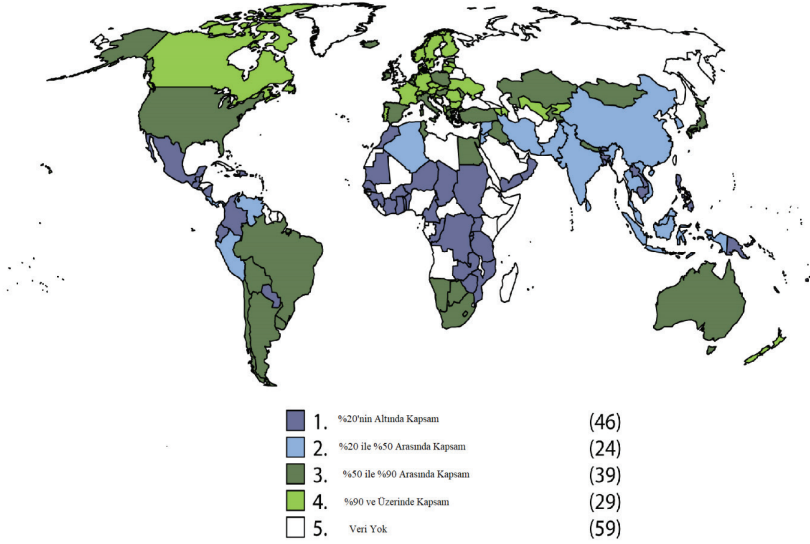 1. %20'nin Altında Kapsam (46)
2. %20 ile %50 Arasında Kapsam (24)
3. %50 ile %90 Arasında Kapsam (39)
4. %90 ve Üzerinde Kapsam (29)
5. Veri Yok (59)